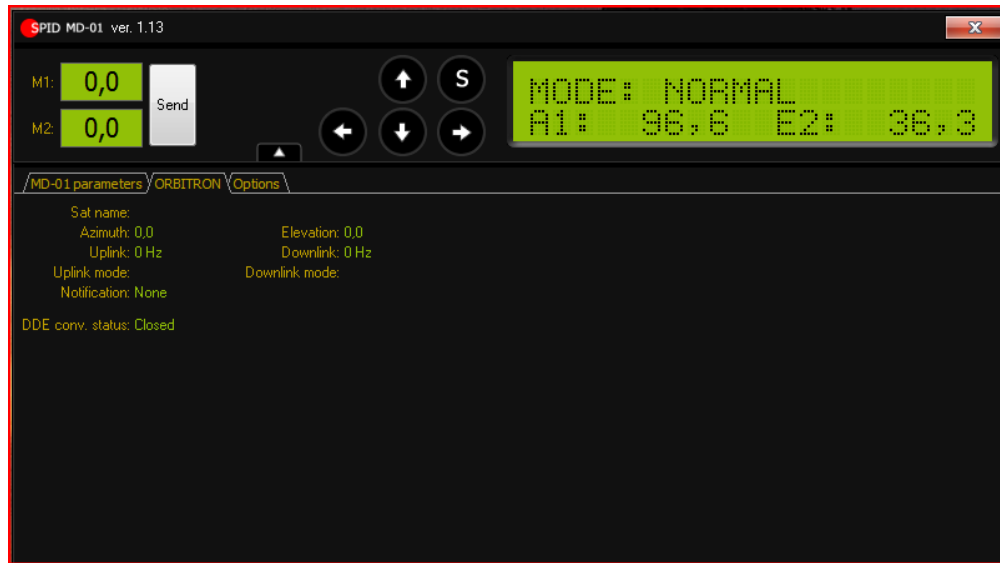 SPID MD-01 ver. 1.13
x
M1: 0,0
Send
M2: 0,0
S
MODE: NORMAL
A1: 96,6 E2: 36,3
MD-01 parameters ORBITRON Options
Sat name:
Azimuth: 0,0 Elevation: 0,0
Uplink: 0 Hz Downlink: 0 Hz
Uplink mode: Downlink mode:
Notification: None
DDE conv. status: Closed